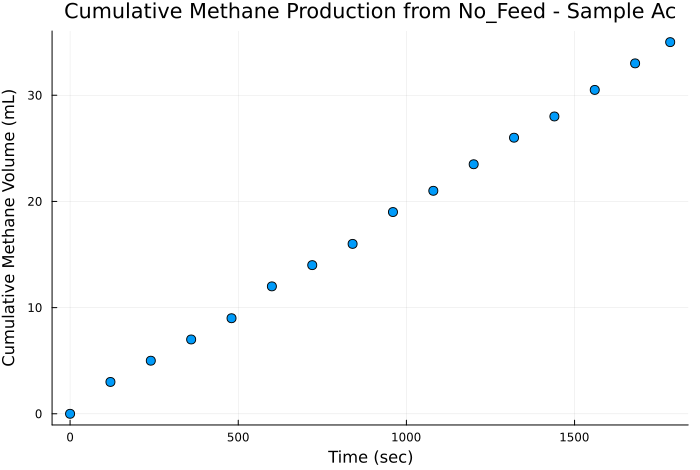 Cumulative Methane Production from No_Feed - Sample Ac
Cumulative Methane Volume (mL)
30
20
10
0
0 500 1000 1500
Time (sec)